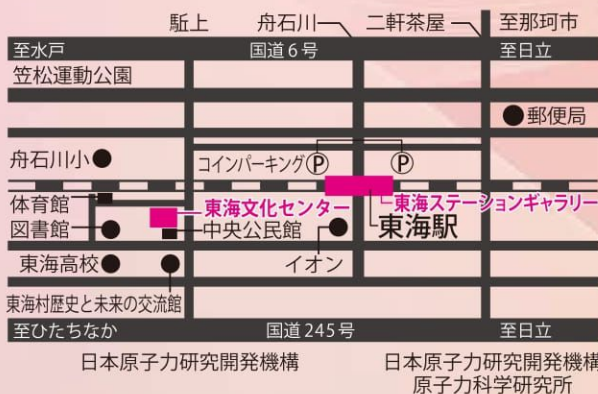 駈上
舟石川
二軒茶屋
至那珂市
至水戸
国道6号
至日立
笠松運動公園
郵便局
舟石川小
コインパーキング
P
P
体育館
東海文化センター
東海ステーションギャラリー
図書館
中央公民館
東海駅
東海高校
イオン
東海村歴史と未来の交流館
至ひたちなか
国道245号
至日立
日本原子力研究開発機構
日本原子力研究開発機構
原子力科学研究所